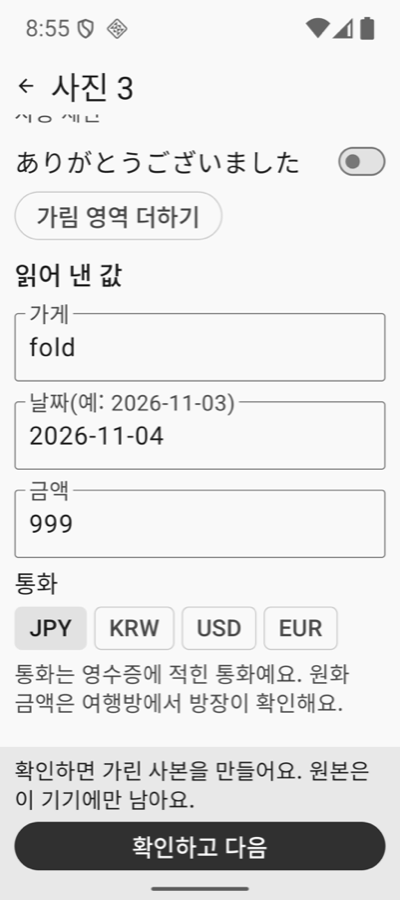 8:55
사진 3
ありがとうございました
가림 영역 더하기
읽어 낸 값
가게
fold
날짜(예: 2026-11-03)
2026-11-04
금액
999
통화
JPY KRW USD EUR
통화는 영수증에 적힌 통화예요. 원화
금액은 여행방에서 방장이 확인해요.
확인하면 가린 사본을 만들어요. 원본은
이 기기에만 남아요.
확인하고 다음